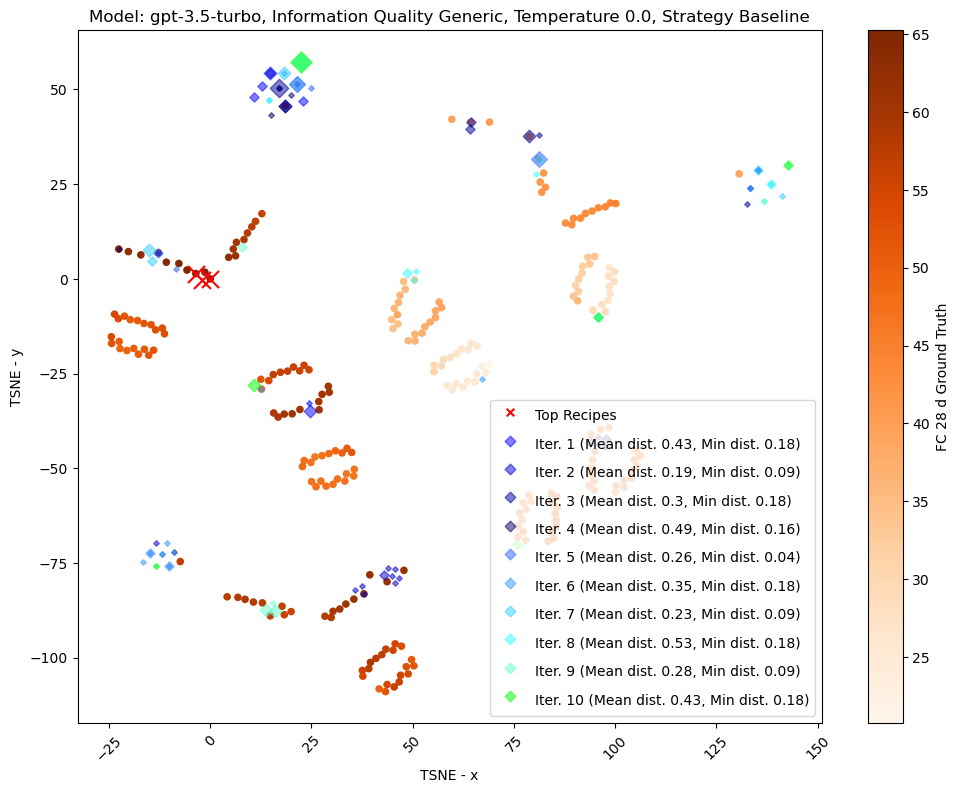 Model: gpt-3.5-turbo, Information Quality Generic, Temperature 0.0, Strategy Baseline
TSNE - y
50
25
0
−25
−50
−75
−100
−25
0
25
50
75
100
125
150
TSNE - x
Top Recipes
Iter. 1 (Mean dist. 0.43, Min dist. 0.18)
Iter. 2 (Mean dist. 0.19, Min dist. 0.09)
Iter. 3 (Mean dist. 0.3, Min dist. 0.18)
Iter. 4 (Mean dist. 0.49, Min dist. 0.16)
Iter. 5 (Mean dist. 0.26, Min dist. 0.04)
Iter. 6 (Mean dist. 0.35, Min dist. 0.18)
Iter. 7 (Mean dist. 0.23, Min dist. 0.09)
Iter. 8 (Mean dist. 0.53, Min dist. 0.18)
Iter. 9 (Mean dist. 0.28, Min dist. 0.09)
Iter. 10 (Mean dist. 0.43, Min dist. 0.18)
65
60
55
50
45
40
35
30
25
FC 28 d Ground Truth